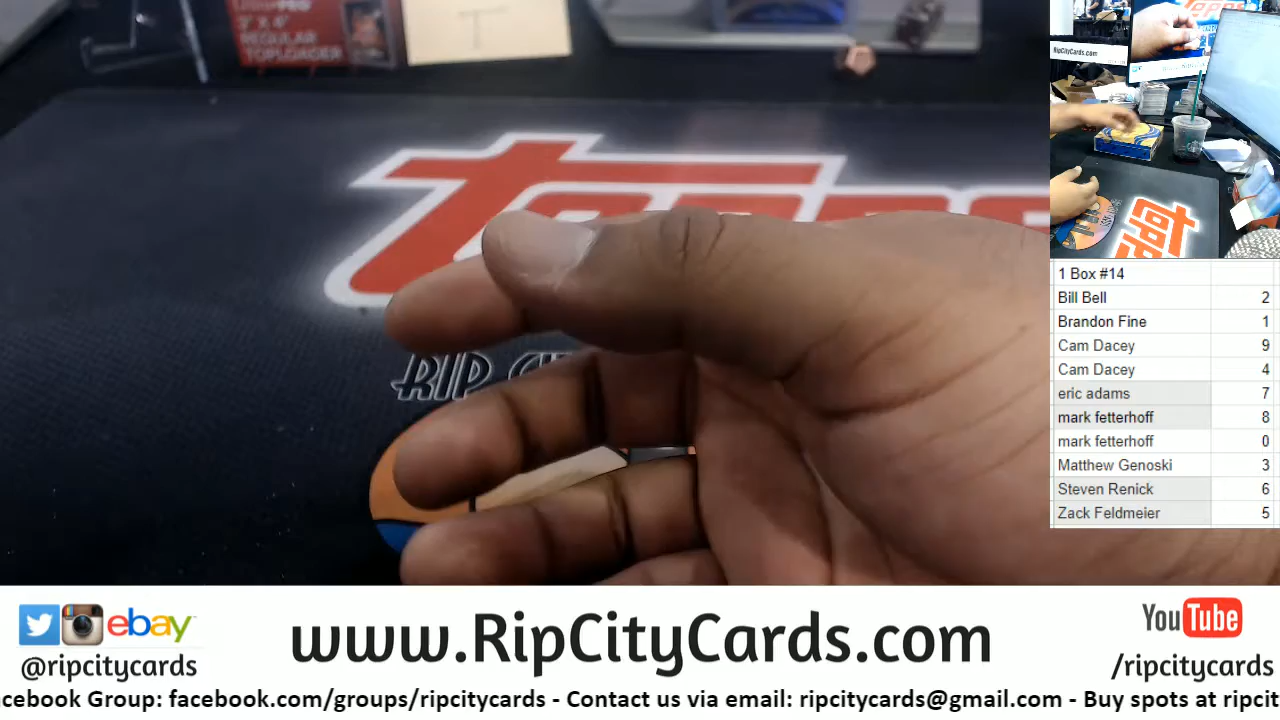 3" X 4"
REGULAR
TOPLOADER
T
topps
RIP
RipCityCards.com
1 Box #14
Bill Bell 2
Brandon Fine 1
Cam Dacey 9
Cam Dacey 4
eric adams 7
mark fetterhoff 8
mark fetterhoff 0
Matthew Genoski 3
Steven Renick 6
Zack Feldmeier 5
ebay
@ripcitycards
www.RipCityCards.com
YouTube
/ripcitycards
acebook Group: facebook.com/groups/ripcitycards - Contact us via email: ripcitycards@gmail.com - Buy spots at ripcit